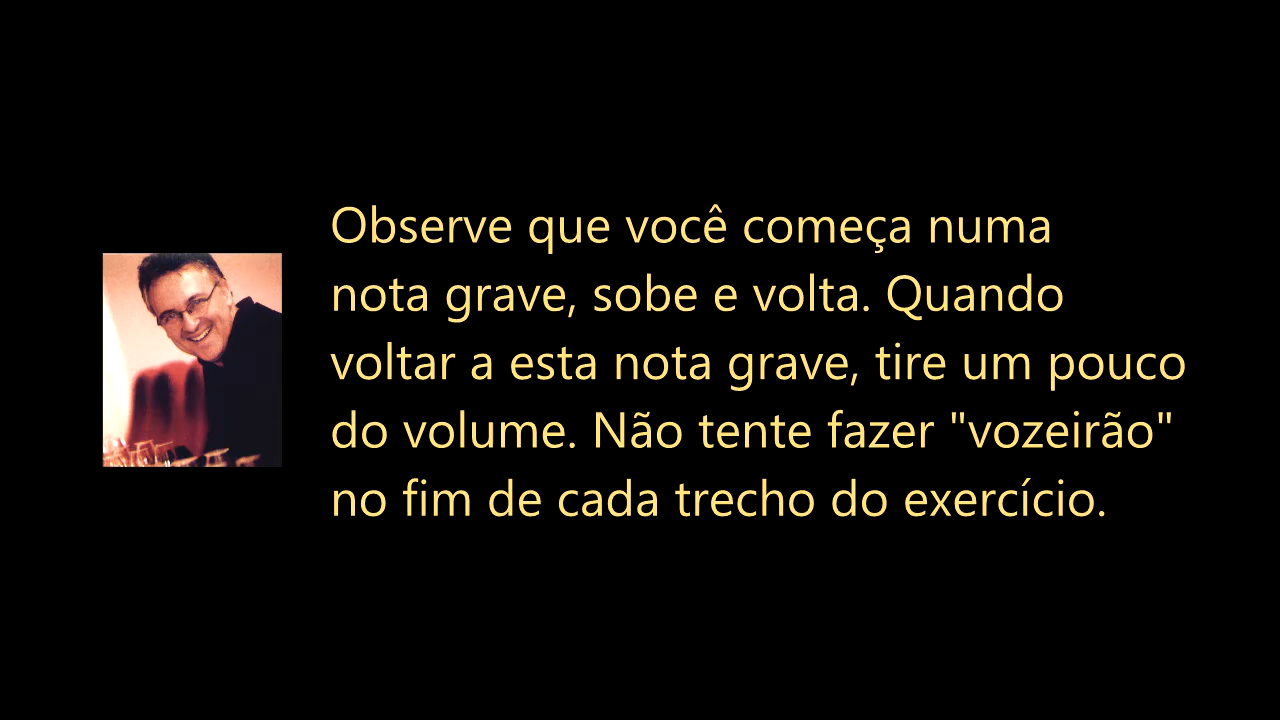 Observe que você começa numa
nota grave, sobe e volta. Quando
voltar a esta nota grave, tire um pouco
do volume. Não tente fazer "vozeirão"
no fim de cada trecho do exercício.